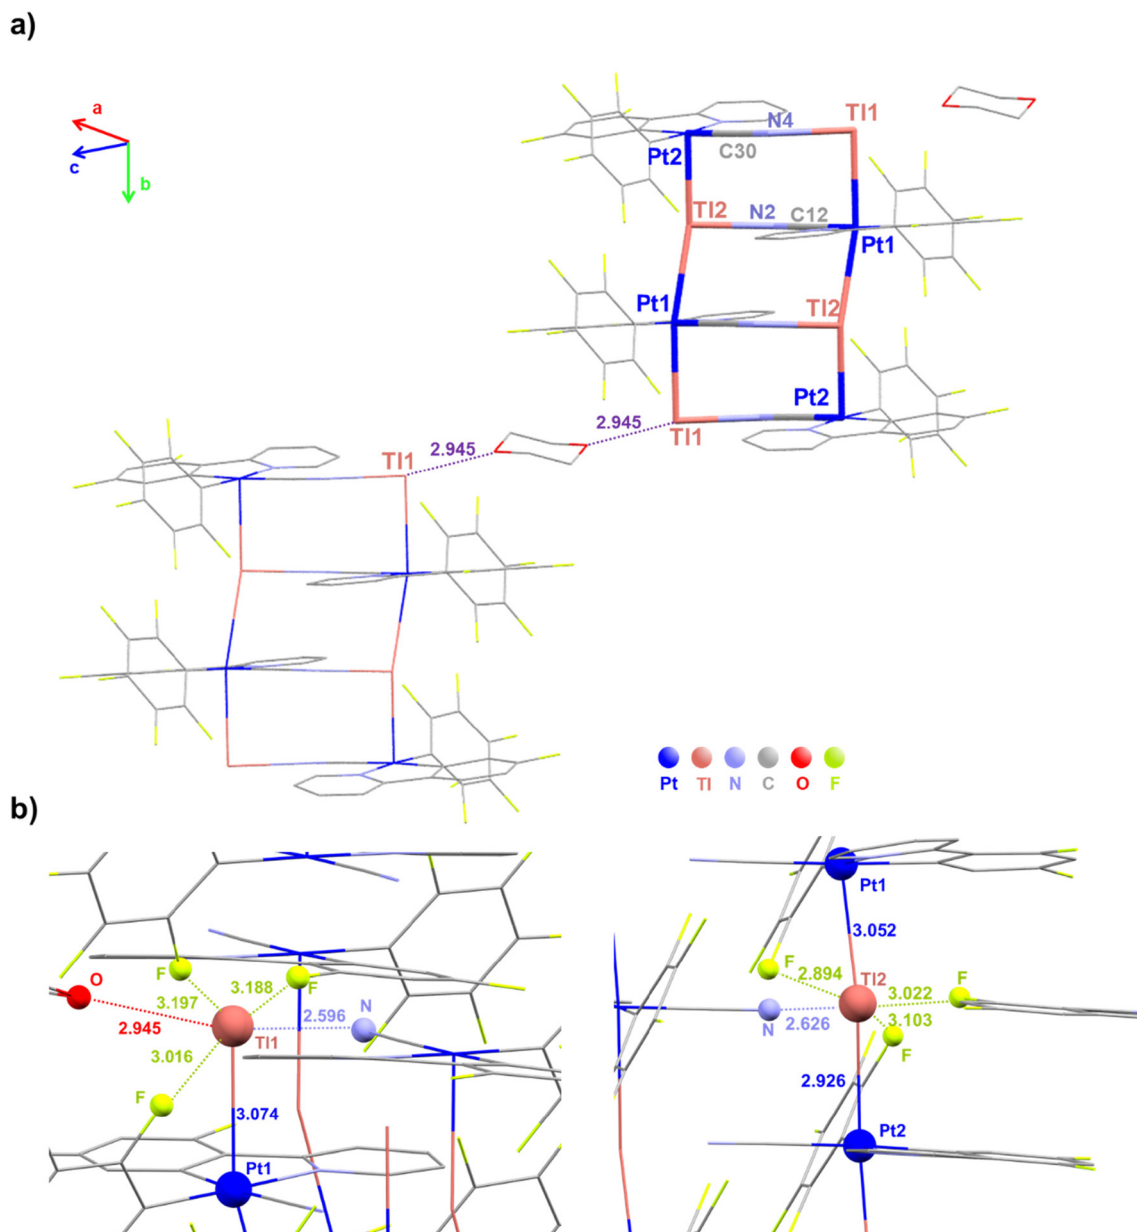 a)
a
c
b
N4
Tl1
C30
Pt2
Tl2
N2
C12
Pt1
Pt1
Tl2
Pt2
2.945
Tl1
2.945
Tl1
Pt Tl N C O F
b)
O
F
3.197
3.188
F
2.945
Tl1
2.596
N
3.016
F
3.074
Pt1
Pt1
3.052
F
2.894
Tl2
3.022
F
N
2.626
3.103
F
2.926
Pt2